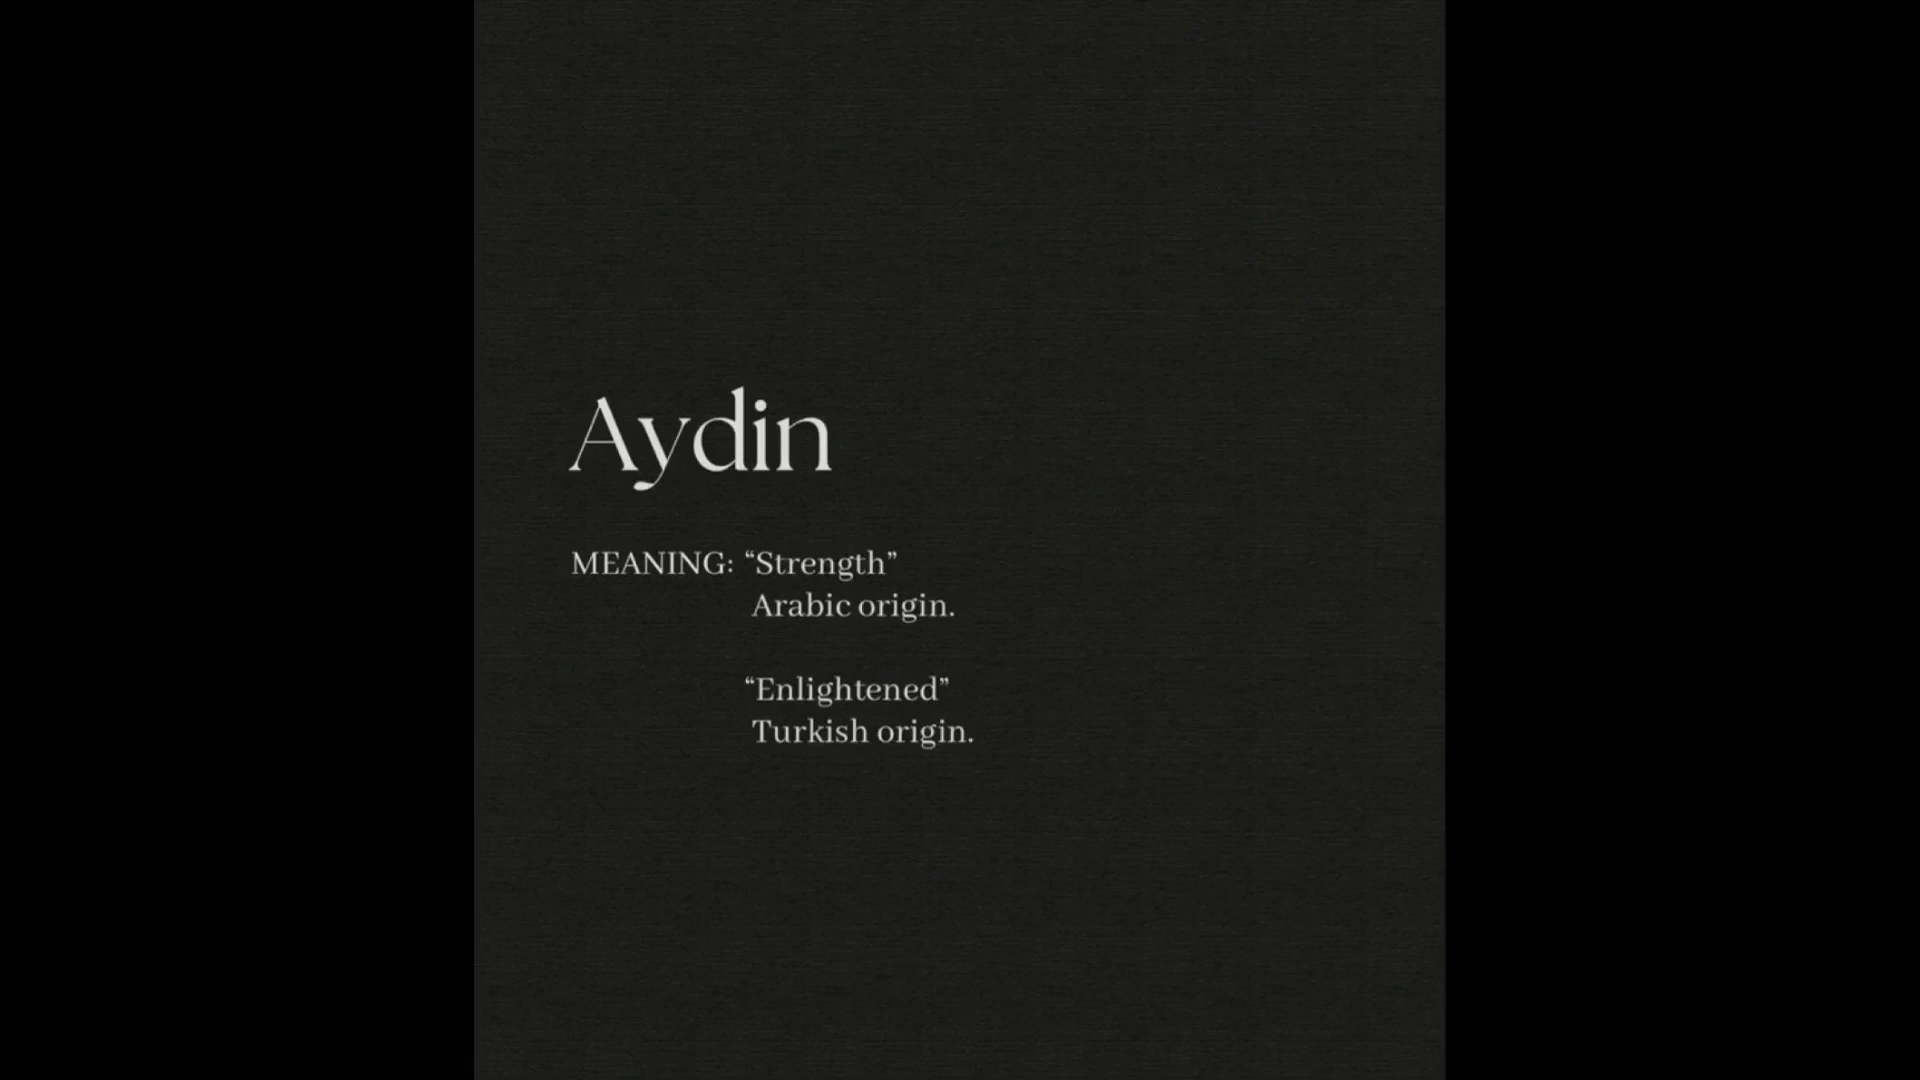 Aydin
MEANING: “Strength”
Arabic origin.
“Enlightened”
Turkish origin.